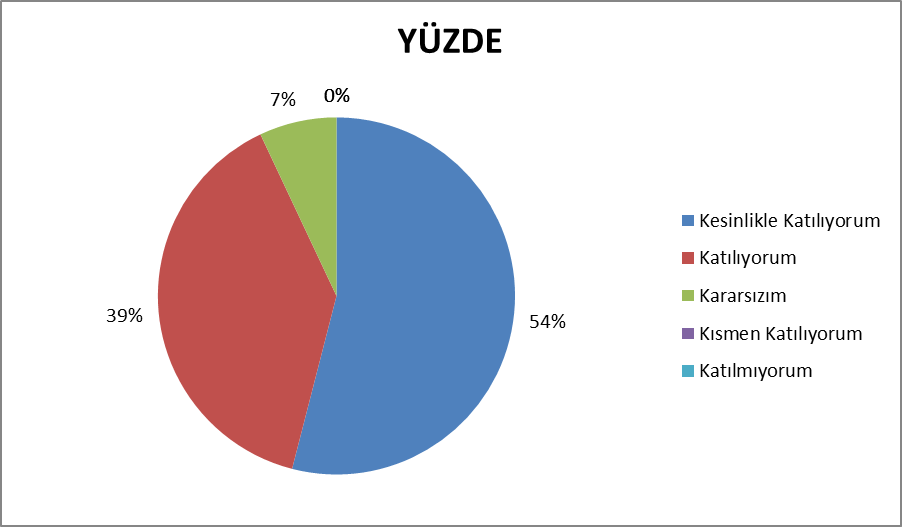 YÜZDE
7%
0%
39%
54%
Kesinlikle Katılıyorum
Katılıyorum
Kararsızım
Kısmen Katılıyorum
Katılmıyorum